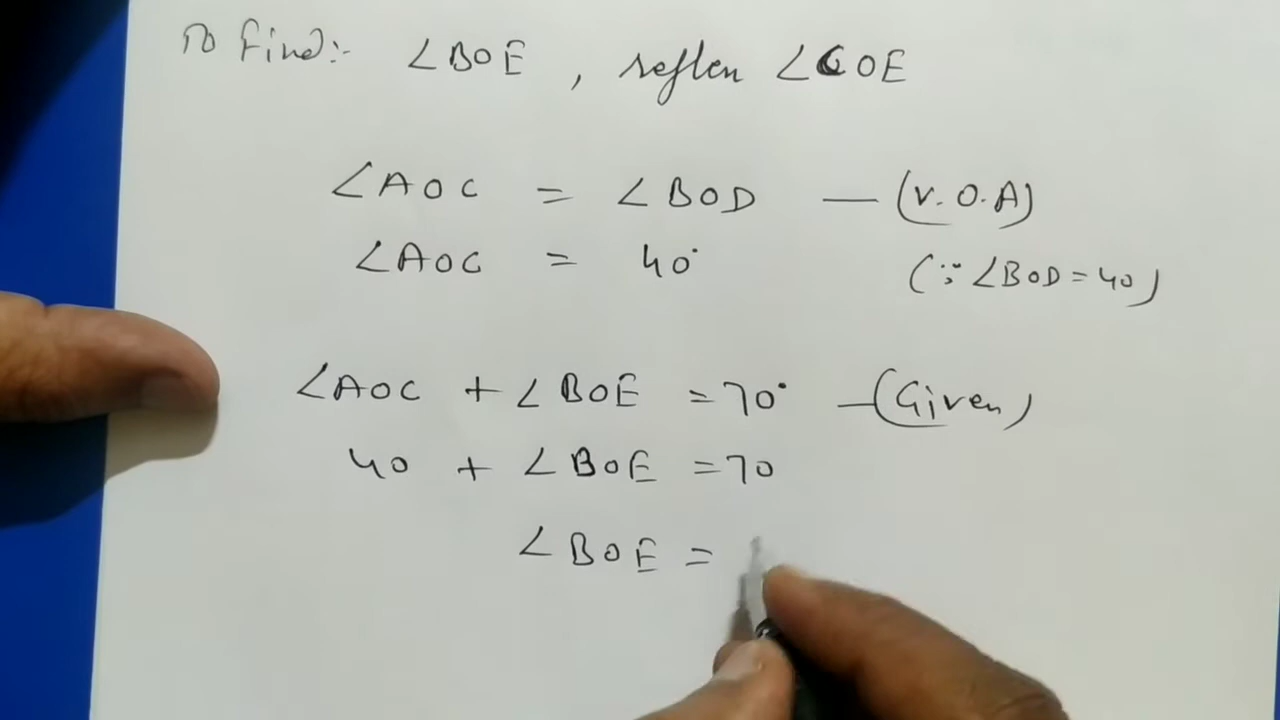 To find:- ∠BOE , reflex ∠COE
∠AOC = ∠BOD — (V.O.A)
∠AOC = 40° (∵ ∠BOD = 40)
∠AOC + ∠BOE = 70° — (Given)
40 + ∠BOE = 70
∠BOE =